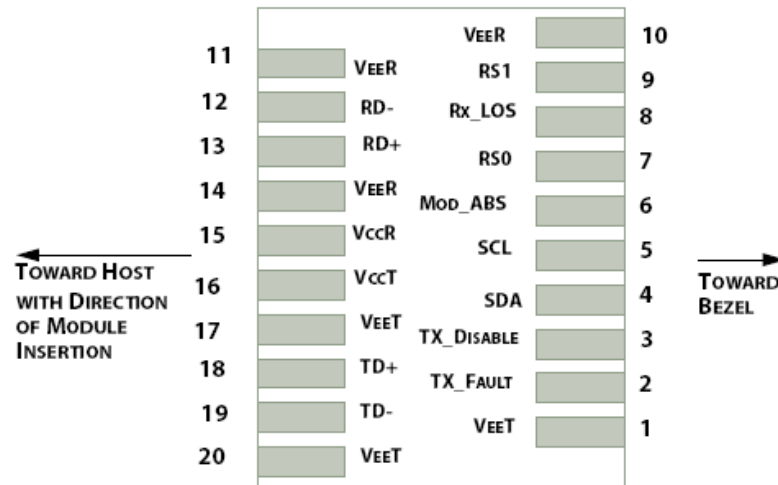 11 VEER
12 RD-
13 RD+
14 VEER
15 VCCR
16 VCCT
17 VEET
18 TD+
19 TD-
20 VEET
VEER 10
RS1 9
RX_LOS 8
RS0 7
MOD_ABS 6
SCL 5
SDA 4
TX_DISABLE 3
TX_FAULT 2
VEET 1
TOWARD HOST
WITH DIRECTION
OF MODULE
INSERTION
TOWARD
BEZEL